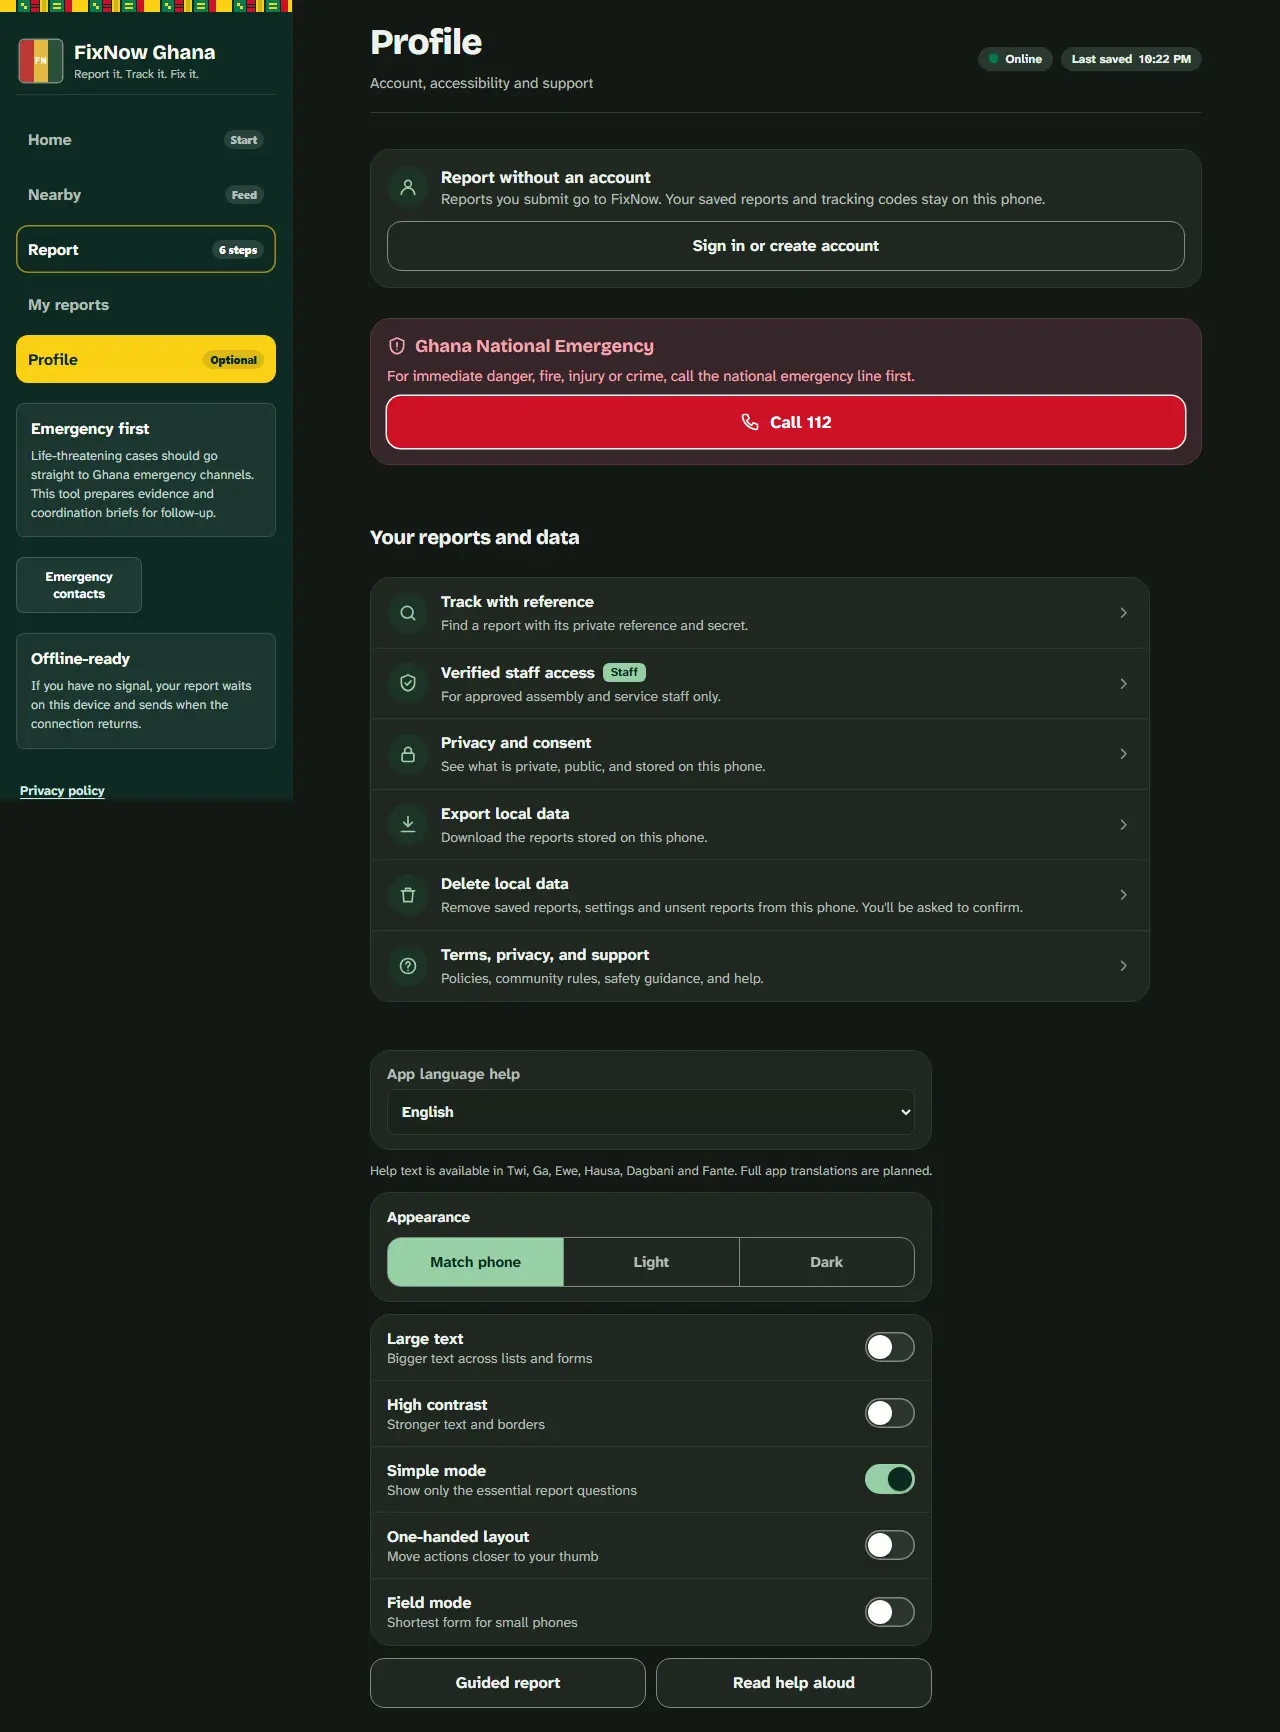 FN
FixNow Ghana
Report it. Track it. Fix it.
Home
Start
Nearby
Feed
Report
6 steps
My reports
Profile
Optional
Emergency first
Life-threatening cases should go
straight to Ghana emergency channels.
This tool prepares evidence and
coordination briefs for follow-up.
Emergency
contacts
Offline-ready
If you have no signal, your report waits
on this device and sends when the
connection returns.
Privacy policy
Profile
Account, accessibility and support
Online
Last saved 10:22 PM
Report without an account
Reports you submit go to FixNow. Your saved reports and tracking codes stay on this phone.
Sign in or create account
Ghana National Emergency
For immediate danger, fire, injury or crime, call the national emergency line first.
Call 112
Your reports and data
Track with reference
Find a report with its private reference and secret.
Verified staff access
Staff
For approved assembly and service staff only.
Privacy and consent
See what is private, public, and stored on this phone.
Export local data
Download the reports stored on this phone.
Delete local data
Remove saved reports, settings and unsent reports from this phone. You'll be asked to confirm.
Terms, privacy, and support
Policies, community rules, safety guidance, and help.
App language help
English
Help text is available in Twi, Ga, Ewe, Hausa, Dagbani and Fante. Full app translations are planned.
Appearance
Match phone
Light
Dark
Large text
Bigger text across lists and forms
High contrast
Stronger text and borders
Simple mode
Show only the essential report questions
One-handed layout
Move actions closer to your thumb
Field mode
Shortest form for small phones
Guided report
Read help aloud